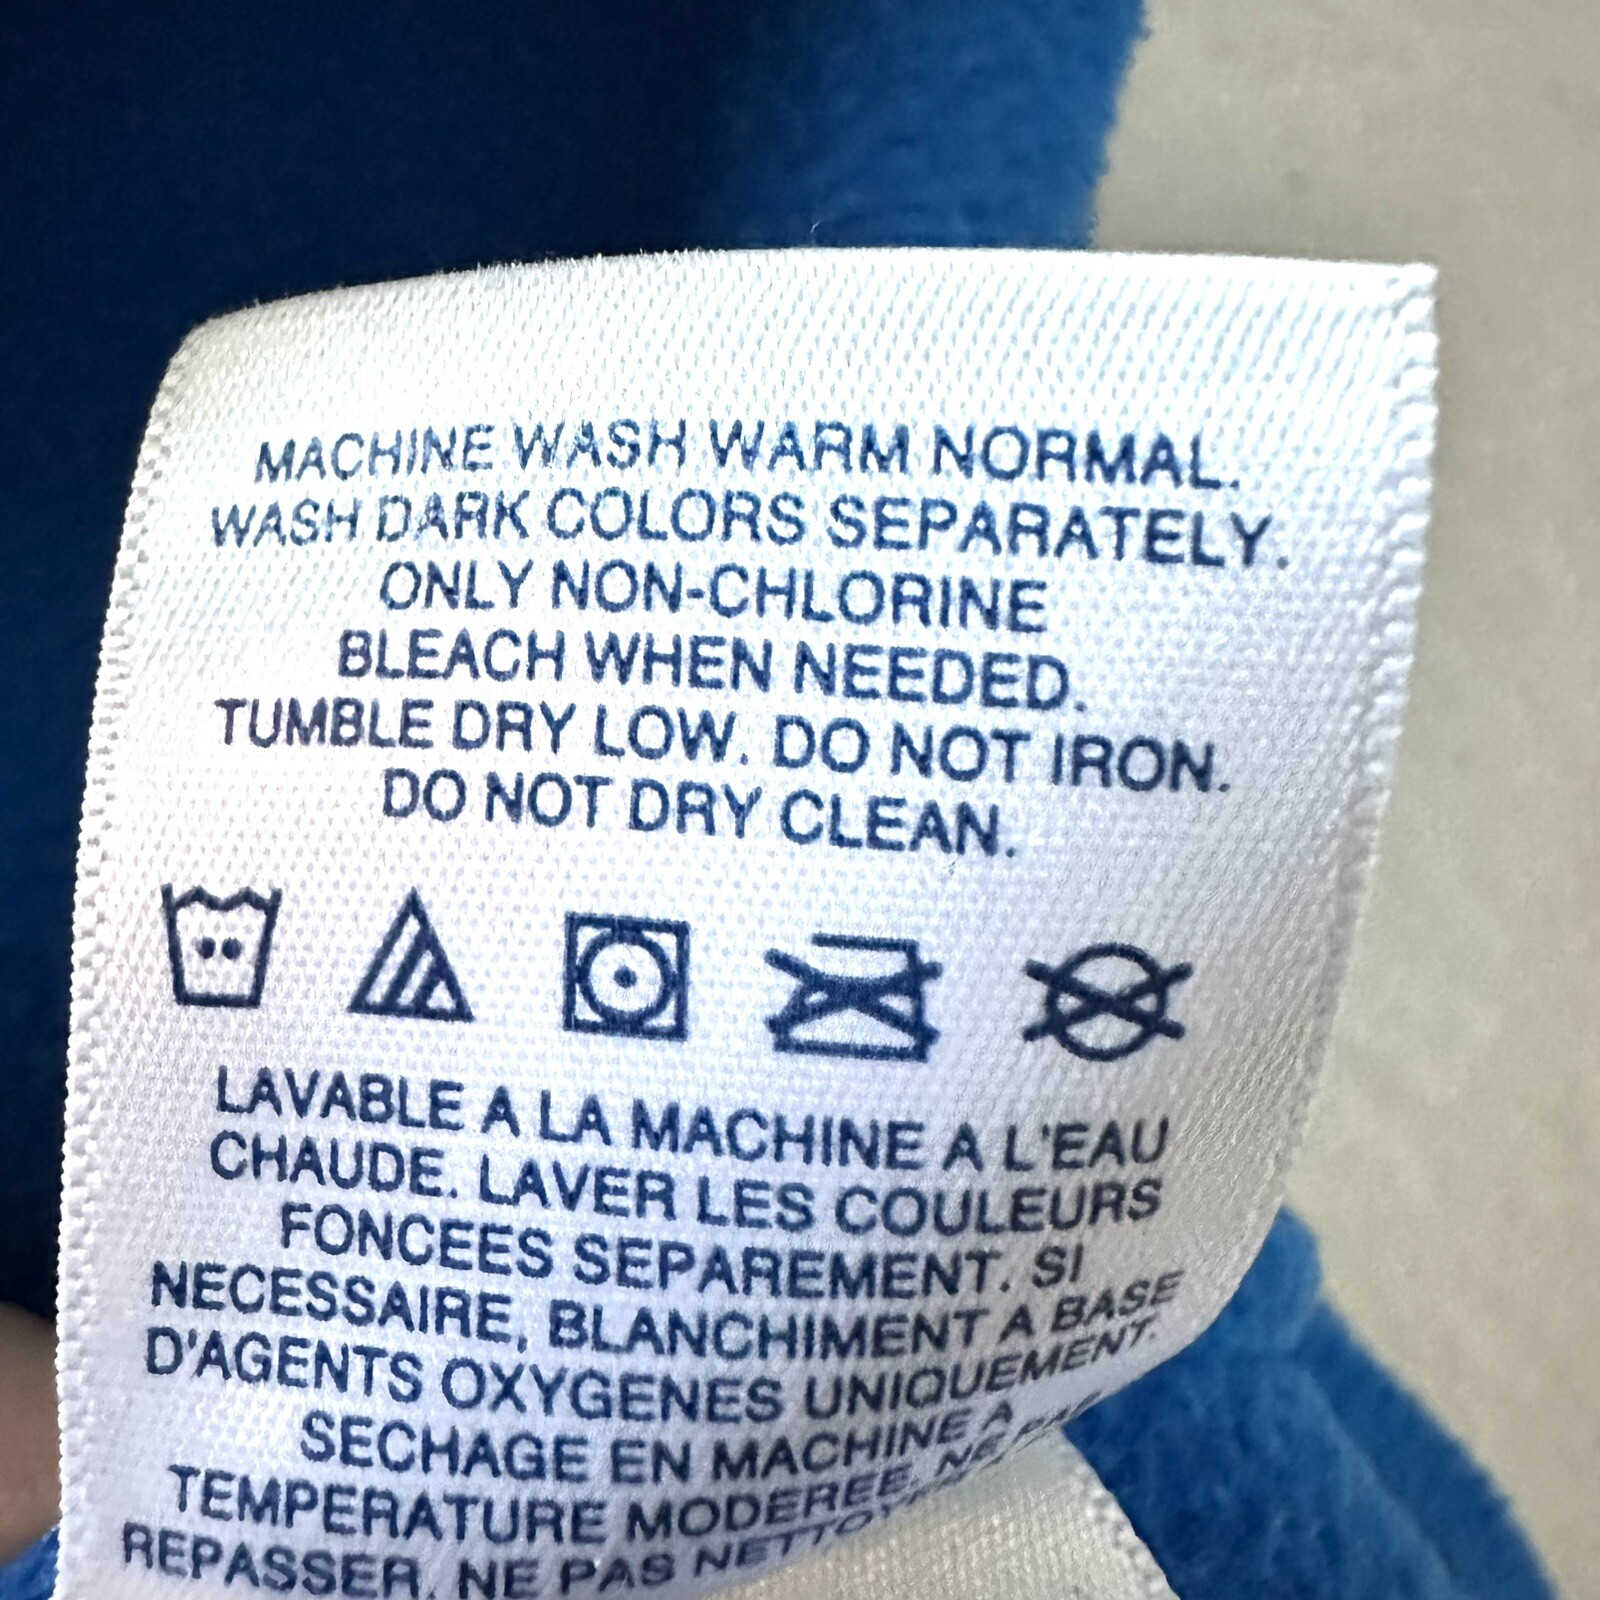 MACHINE WASH WARM NORMAL.
WASH DARK COLORS SEPARATELY.
ONLY NON-CHLORINE
BLEACH WHEN NEEDED.
TUMBLE DRY LOW. DO NOT IRON.
DO NOT DRY CLEAN.
LAVABLE A LA MACHINE A L'EAU
CHAUDE. LAVER LES COULEURS
FONCEES SEPAREMENT. SI
NECESSAIRE, BLANCHIMENT A BASE
D'AGENTS OXYGENES UNIQUEMENT.
SECHAGE EN MACHINE A
TEMPERATURE MODEREE. NE PAS
REPASSER. NE PAS